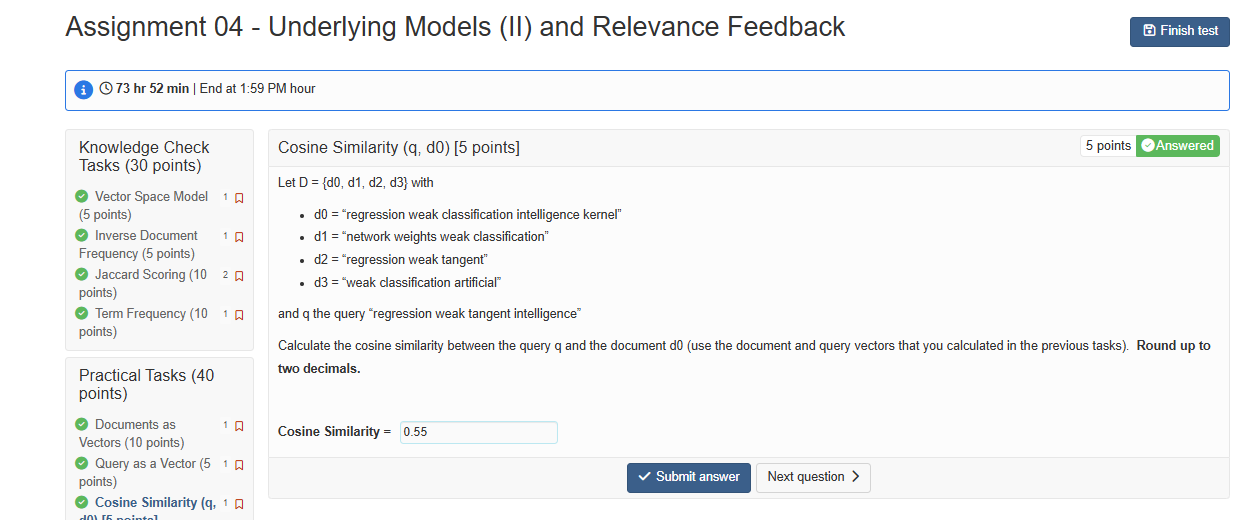 Assignment 04 - Underlying Models (II) and Relevance Feedback
Finish test
73 hr 52 min | End at 1:59 PM hour
Knowledge Check
Tasks (30 points)
Vector Space Model 1
(5 points)
Inverse Document 1
Frequency (5 points)
Jaccard Scoring (10 2
points)
Term Frequency (10 1
points)
Practical Tasks (40
points)
Documents as 1
Vectors (10 points)
Query as a Vector (5 1
points)
Cosine Similarity (q, 1
d0) [5 points]
Cosine Similarity (q, d0) [5 points]
5 points Answered
Let D = {d0, d1, d2, d3} with
• d0 = “regression weak classification intelligence kernel”
• d1 = “network weights weak classification”
• d2 = “regression weak tangent”
• d3 = “weak classification artificial”
and q the query “regression weak tangent intelligence”
Calculate the cosine similarity between the query q and the document d0 (use the document and query vectors that you calculated in the previous tasks). Round up to
two decimals.
Cosine Similarity = 0.55
Submit answer
Next question